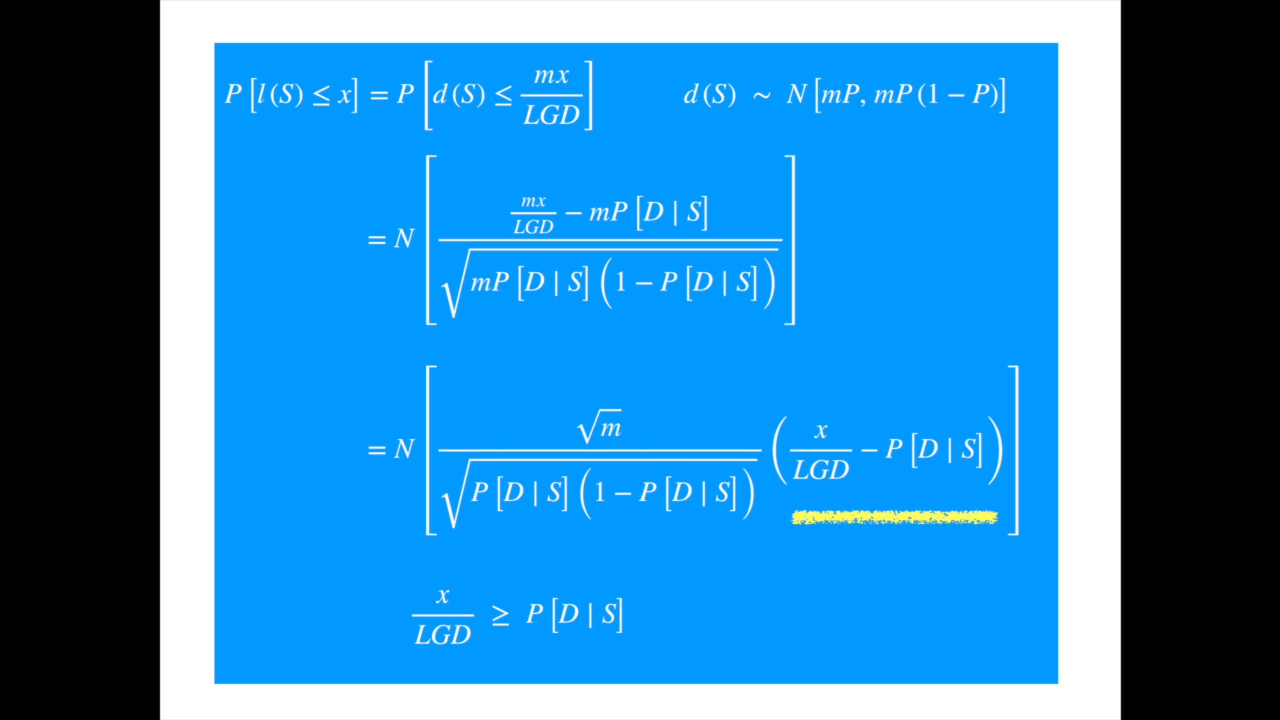 P [l (S) ≤ x] = P [d (S) ≤ mx / LGD]   d (S) ~ N [mP, mP (1 − P)]
= N [ (mx / LGD − mP [D | S]) / √(mP [D | S] (1 − P [D | S])) ]
= N [ √m / √(P [D | S] (1 − P [D | S])) (x / LGD − P [D | S]) ]
x / LGD ≥ P [D | S]